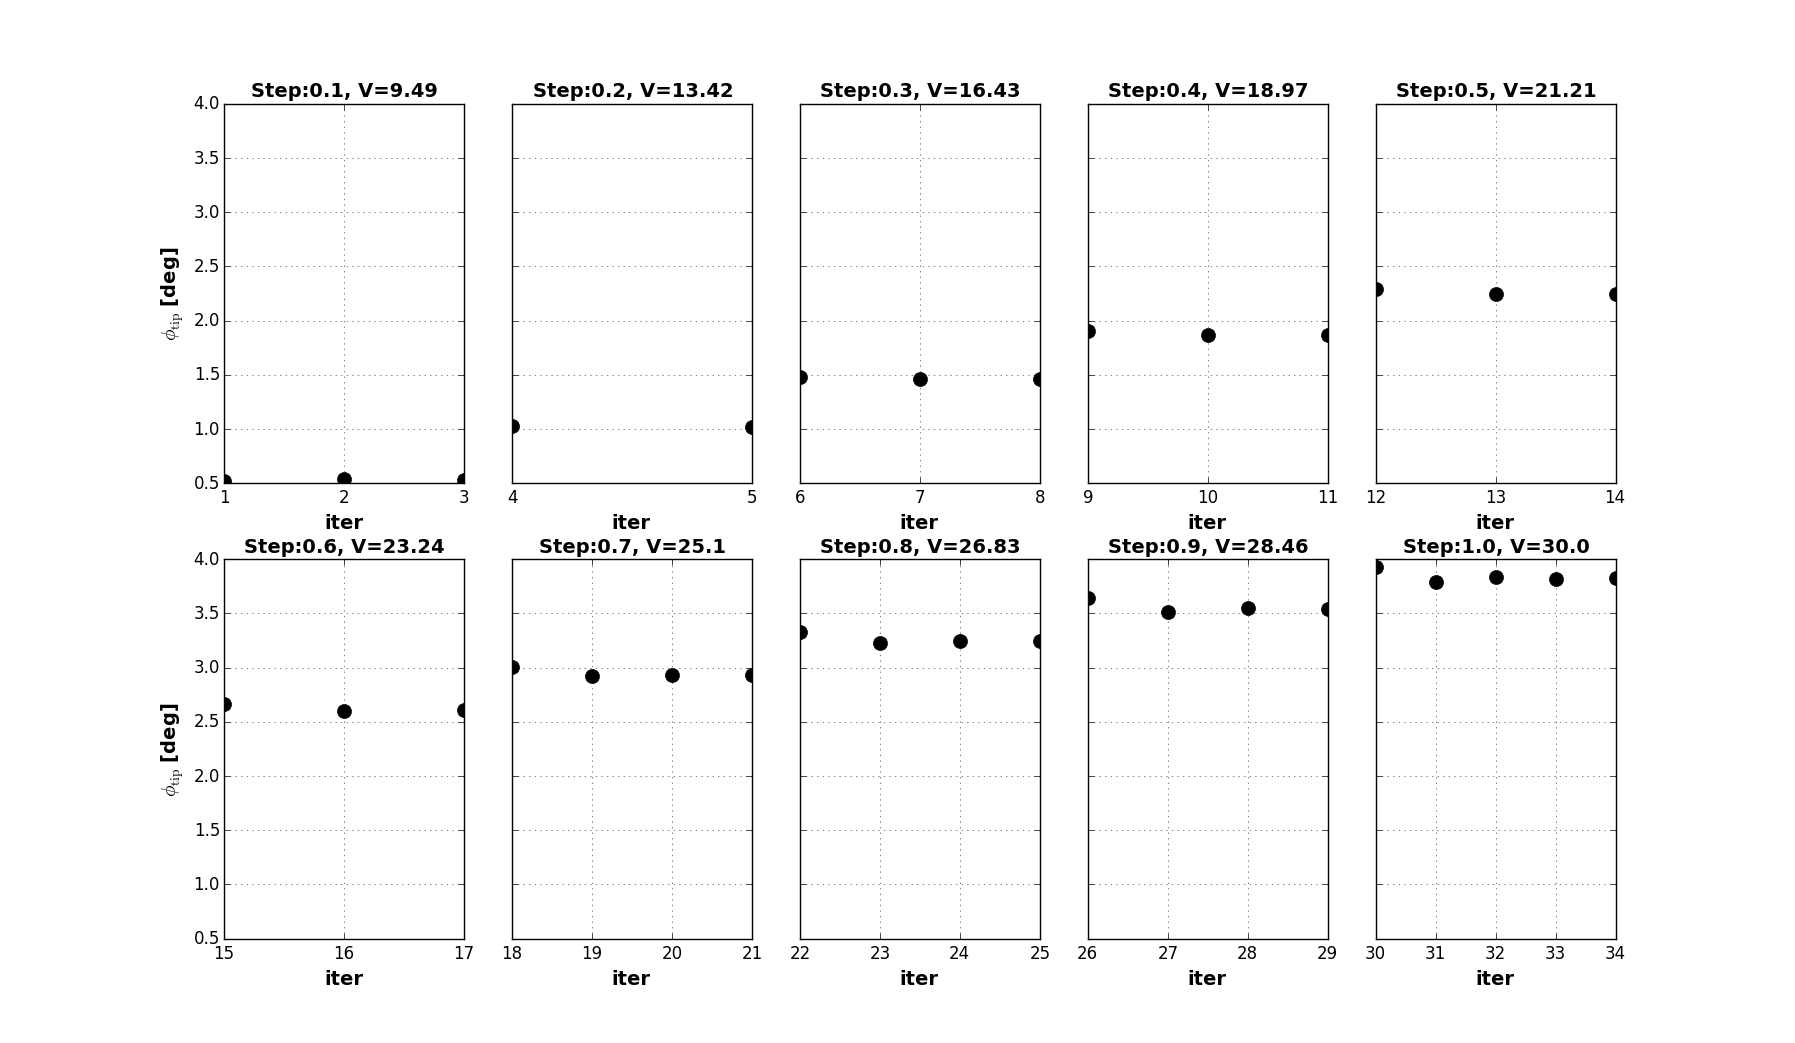 Step:0.1, V=9.49
Step:0.2, V=13.42
Step:0.3, V=16.43
Step:0.4, V=18.97
Step:0.5, V=21.21
4.0
3.5
3.0
2.5
2.0
1.5
1.0
0.5
ϕtip [deg]
1 2 3
4 5
6 7 8
9 10 11
12 13 14
iter
iter
iter
iter
iter
Step:0.6, V=23.24
Step:0.7, V=25.1
Step:0.8, V=26.83
Step:0.9, V=28.46
Step:1.0, V=30.0
4.0
3.5
3.0
2.5
2.0
1.5
1.0
0.5
ϕtip [deg]
15 16 17
18 19 20 21
22 23 24 25
26 27 28 29
30 31 32 33 34
iter
iter
iter
iter
iter